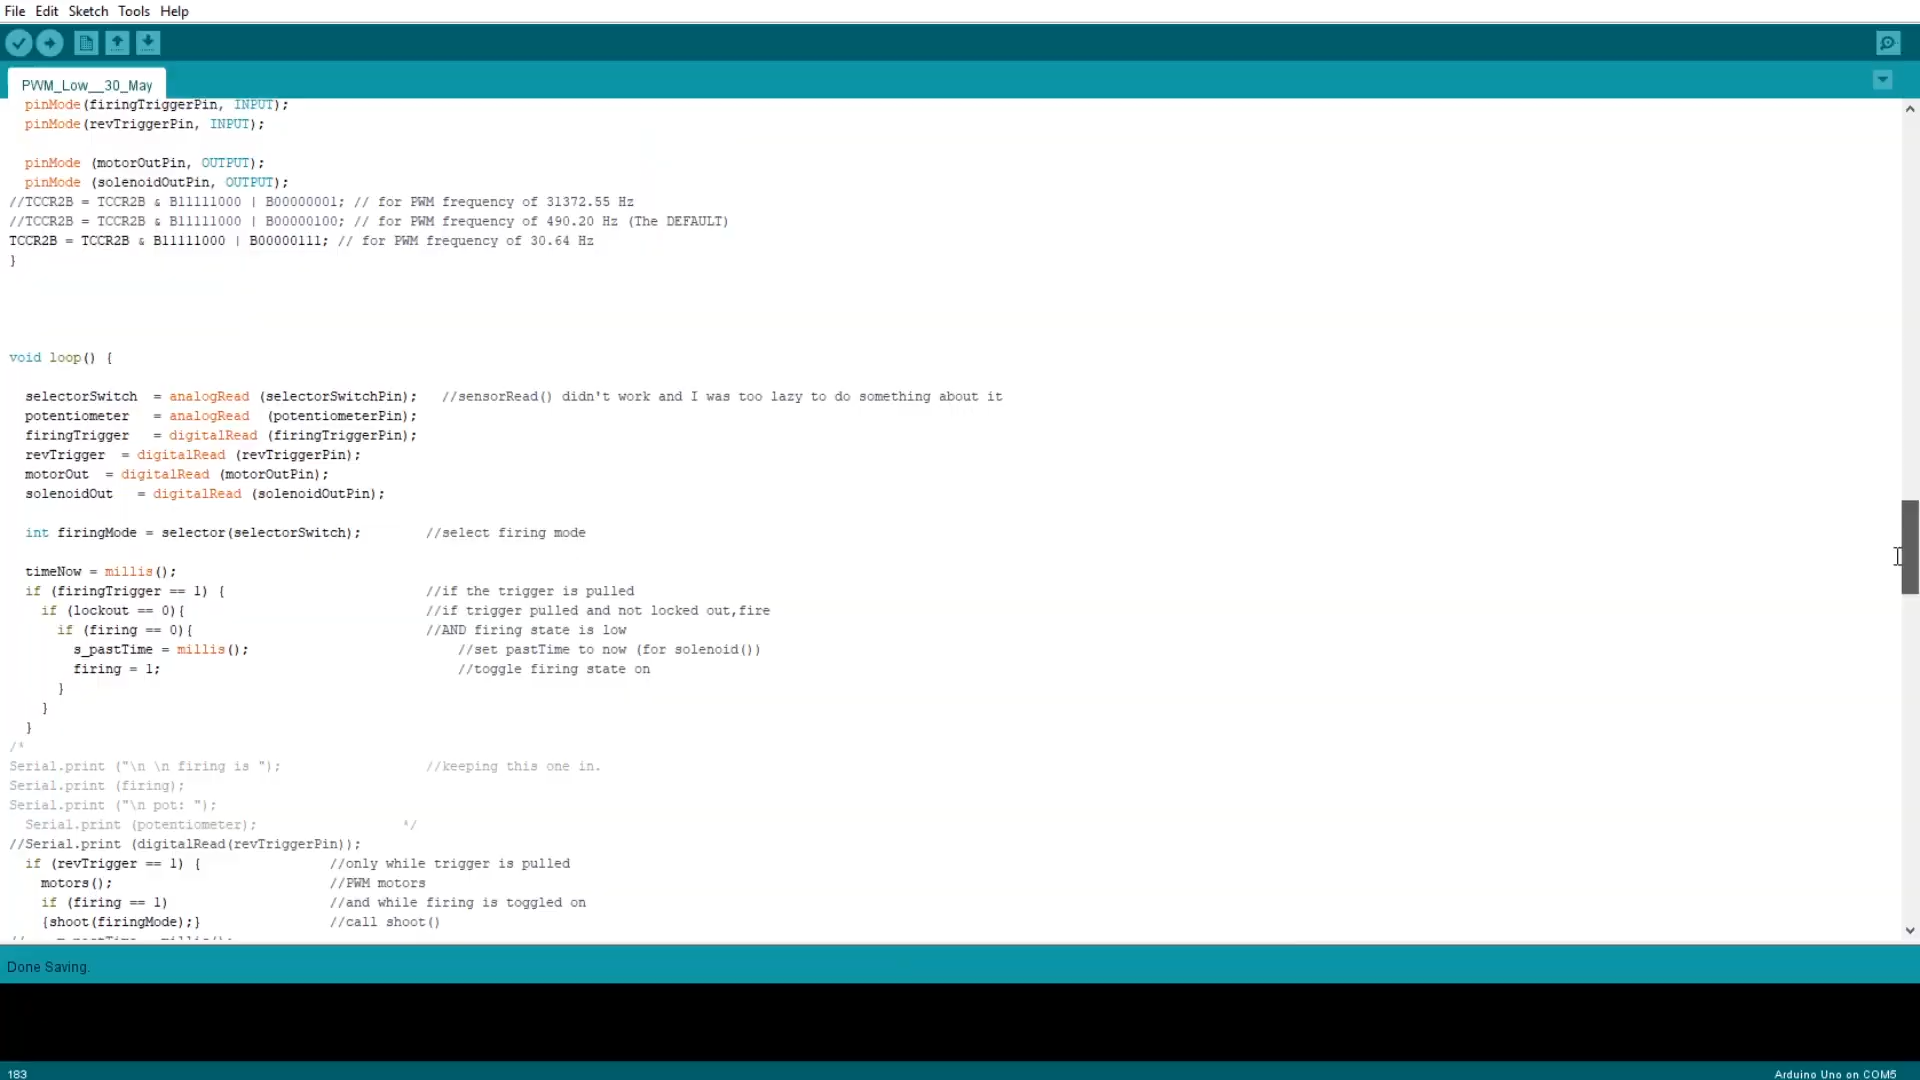 File Edit Sketch Tools Help
PWM_Low__30_May
pinMode(firingTriggerPin, INPUT);
pinMode(revTriggerPin, INPUT);
pinMode (motorOutPin, OUTPUT);
pinMode (solenoidOutPin, OUTPUT);
//TCCR2B = TCCR2B & B11111000 | B00000001; // for PWM frequency of 31372.55 Hz
//TCCR2B = TCCR2B & B11111000 | B00000100; // for PWM frequency of 490.20 Hz (The DEFAULT)
TCCR2B = TCCR2B & B11111000 | B00000111; // for PWM frequency of 30.64 Hz
}
void loop() {
selectorSwitch = analogRead (selectorSwitchPin); //sensorRead() didn't work and I was too lazy to do something about it
potentiometer = analogRead (potentiometerPin);
firingTrigger = digitalRead (firingTriggerPin);
revTrigger = digitalRead (revTriggerPin);
motorOut = digitalRead (motorOutPin);
solenoidOut = digitalRead (solenoidOutPin);
int firingMode = selector(selectorSwitch); //select firing mode
timeNow = millis();
if (firingTrigger == 1) { //if the trigger is pulled
if (lockout == 0){ //if trigger pulled and not locked out,fire
if (firing == 0){ //AND firing state is low
s_pastTime = millis(); //set pastTime to now (for solenoid())
firing = 1; //toggle firing state on
}
}
}
/*
Serial.print ("\n \n firing is "); //keeping this one in.
Serial.print (firing);
Serial.print ("\n pot: ");
Serial.print (potentiometer); */
//Serial.print (digitalRead(revTriggerPin));
if (revTrigger == 1) { //only while trigger is pulled
motors(); //PWM motors
if (firing == 1) //and while firing is toggled on
{shoot(firingMode);} //call shoot()
Done Saving.
183 Arduino Uno on COM5